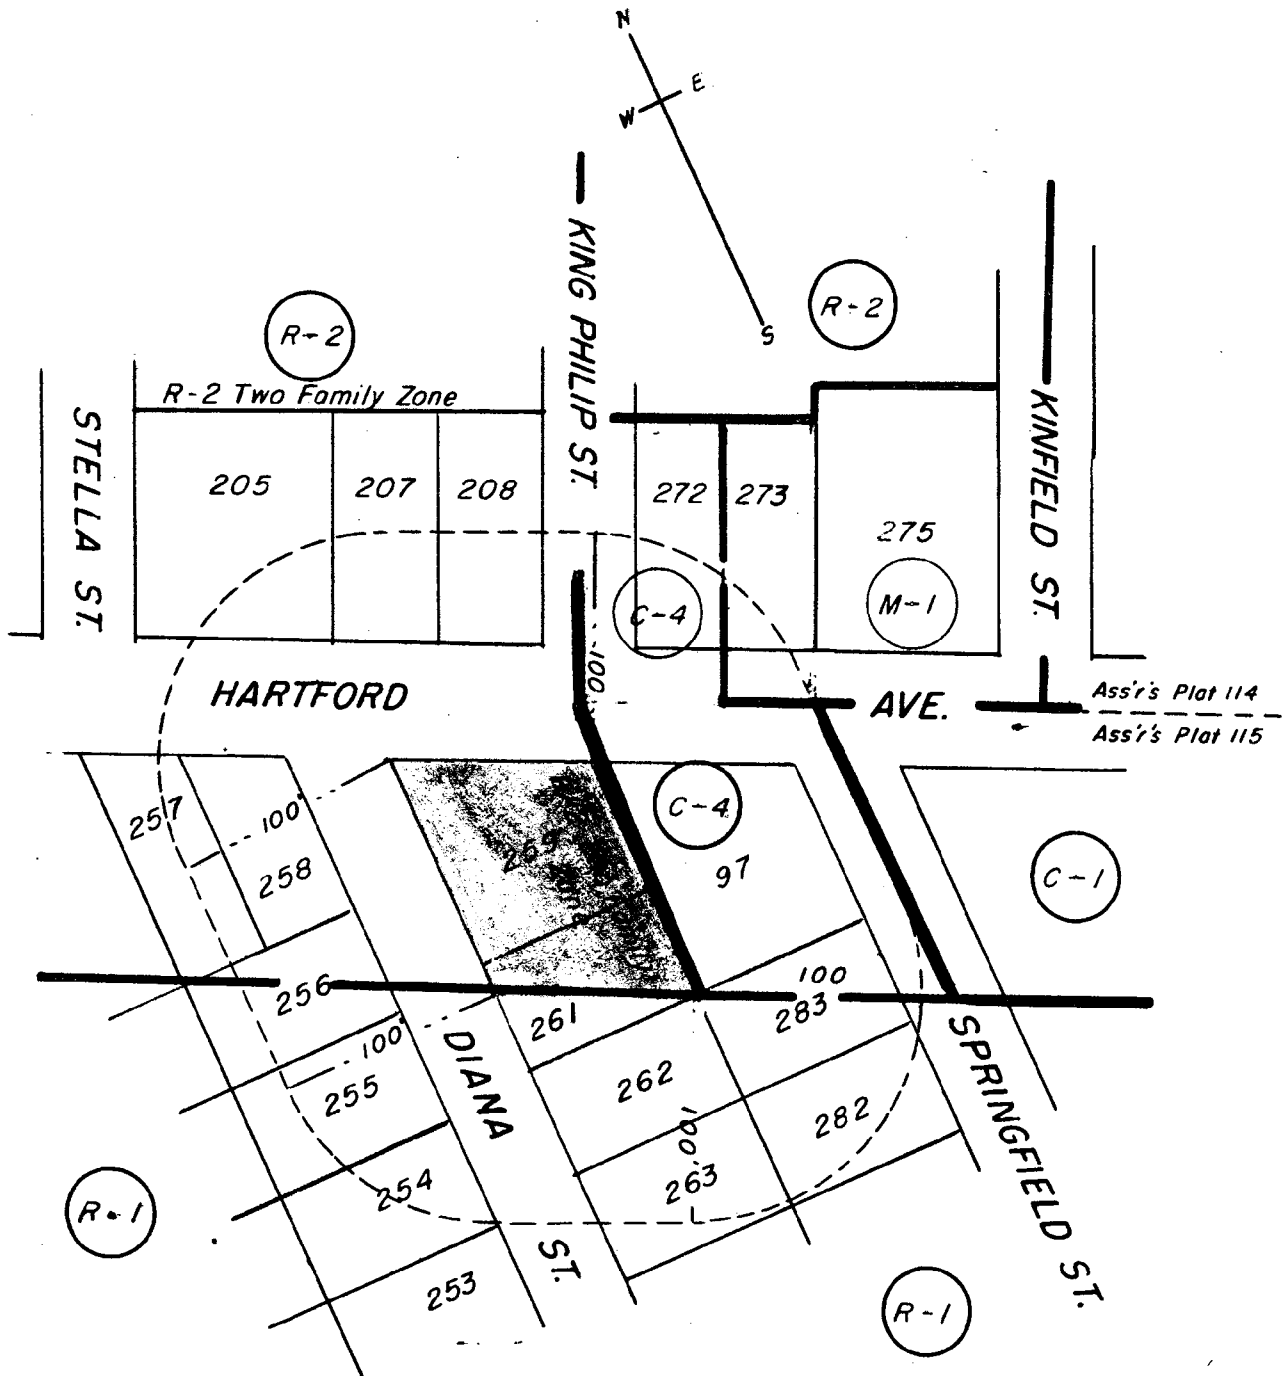 N
E
W
S
R-2
R-2
R-2 Two Family Zone
KING PHILIP ST.
STELLA ST.
KINFIELD ST.
205
207
208
272
273
275
C-4
M-1
100
HARTFORD
AVE.
Ass'r's Plat 114
Ass'r's Plat 115
257
100'
258
C-4
97
C-1
256
100
283
261
100'
255
DIANA ST.
262
282
100'
263
254
253
SPRINGFIELD ST.
R-1
R-1